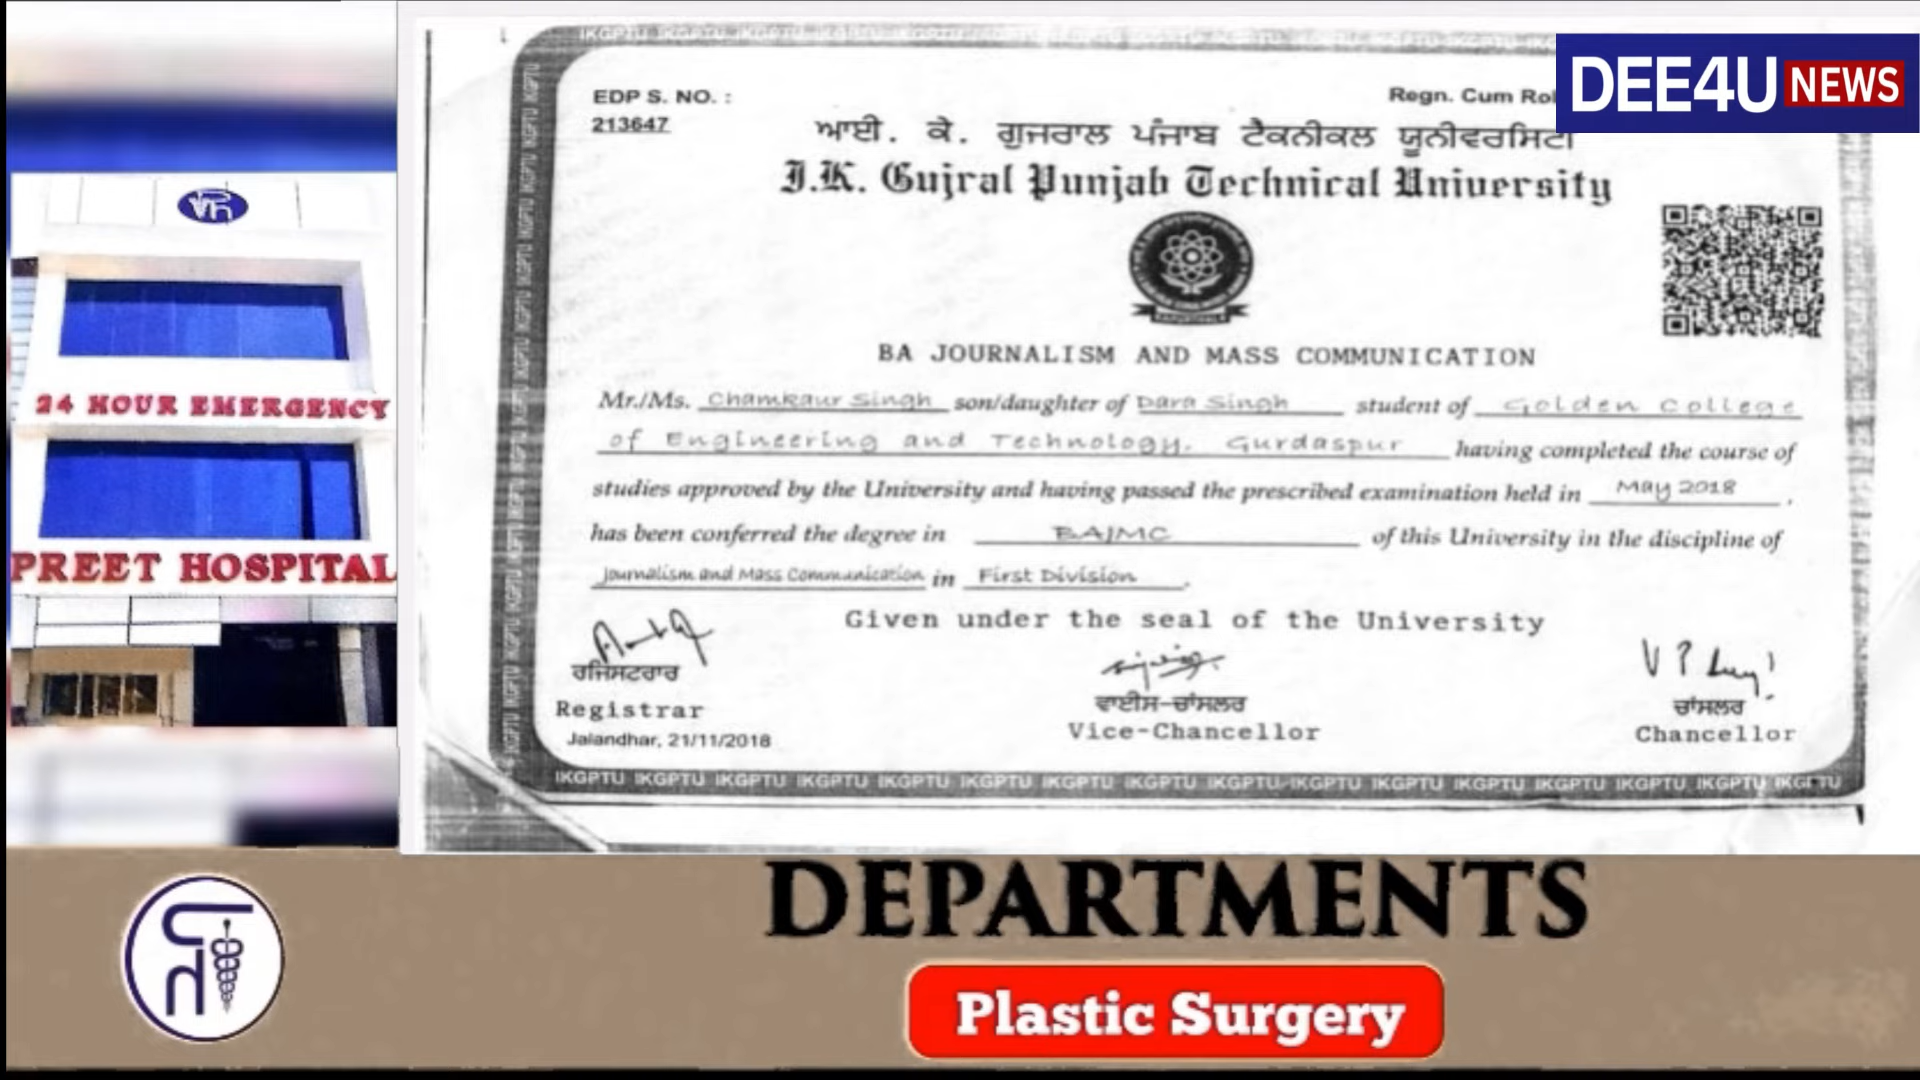 DEE4U NEWS
EDP S. NO. :
213647
Regn. Cum Rol
ਆਈ. ਕੇ. ਗੁਜਰਾਲ ਪੰਜਾਬ ਟੈਕਨੀਕਲ ਯੂਨੀਵਰਸਿਟੀ
I.K. Gujral Punjab Technical University
BA JOURNALISM AND MASS COMMUNICATION
Mr./Ms. Chamkaur Singh son/daughter of Dara Singh student of Golden College
of Engineering and Technology. Gurdaspur having completed the course of
studies approved by the University and having passed the prescribed examination held in May 2018 .
has been conferred the degree in BAJMC of this University in the discipline of
Journalism and Mass Communication in First Division .
Given under the seal of the University
ਰਜਿਸਟਰਾਰ
Registrar
Jalandhar, 21/11/2018
ਵਾਈਸ-ਚਾਂਸਲਰ
Vice-Chancellor
ਚਾਂਸਲਰ
Chancellor
IKGPTU IKGPTU IKGPTU IKGPTU IKGPTU IKGPTU IKGPTU IKGPTU IKGPTU IKGPTU IKGPTU IKGPTU IKGPTU IKGPTU IKGPTU IKGPTU
24 HOUR EMERGENCY
PREET HOSPITAL
DEPARTMENTS
Plastic Surgery